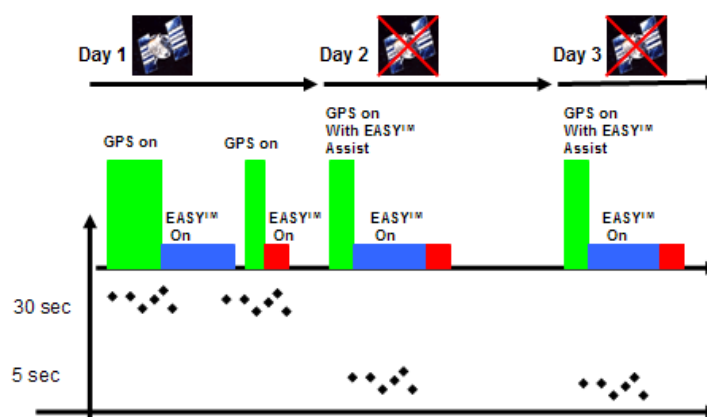 Day 1
Day 2
Day 3
GPS on
GPS on
GPS on
With EASY™
Assist
GPS on
With EASY™
Assist
EASY™
On
EASY™
On
EASY™
On
EASY™
On
30 sec
5 sec